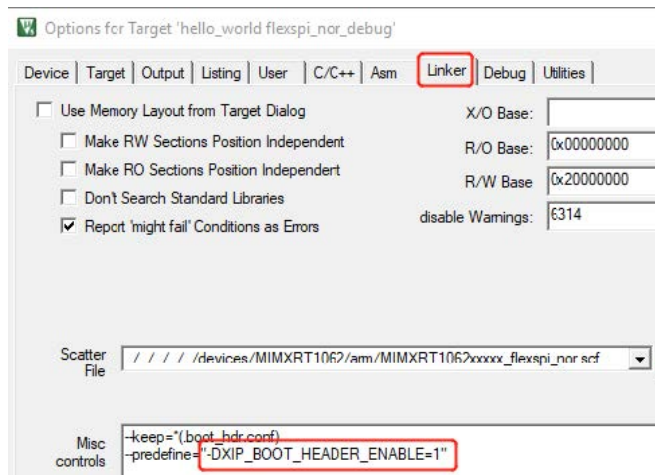 Options for Target 'hello_world flexspi_nor_debug'
Device Target Output Listing User C/C++ Asm Linker Debug Utilities
Use Memory Layout from Target Dialog
X/O Base:
Make RW Sections Position Independent
R/O Base: 0x00000000
Make RO Sections Position Independent
R/W Base 0x20000000
Don't Search Standard Libraries
disable Warnings: 6314
Report 'might fail' Conditions as Errors
Scatter
File
/ / / / /devices/MIMXRT1062/arm/MIMXRT1062xxxxx_flexspi_nor.scf
Misc
controls
--keep=*(.boot_hdr.conf)
--predefine="-DXIP_BOOT_HEADER_ENABLE=1"